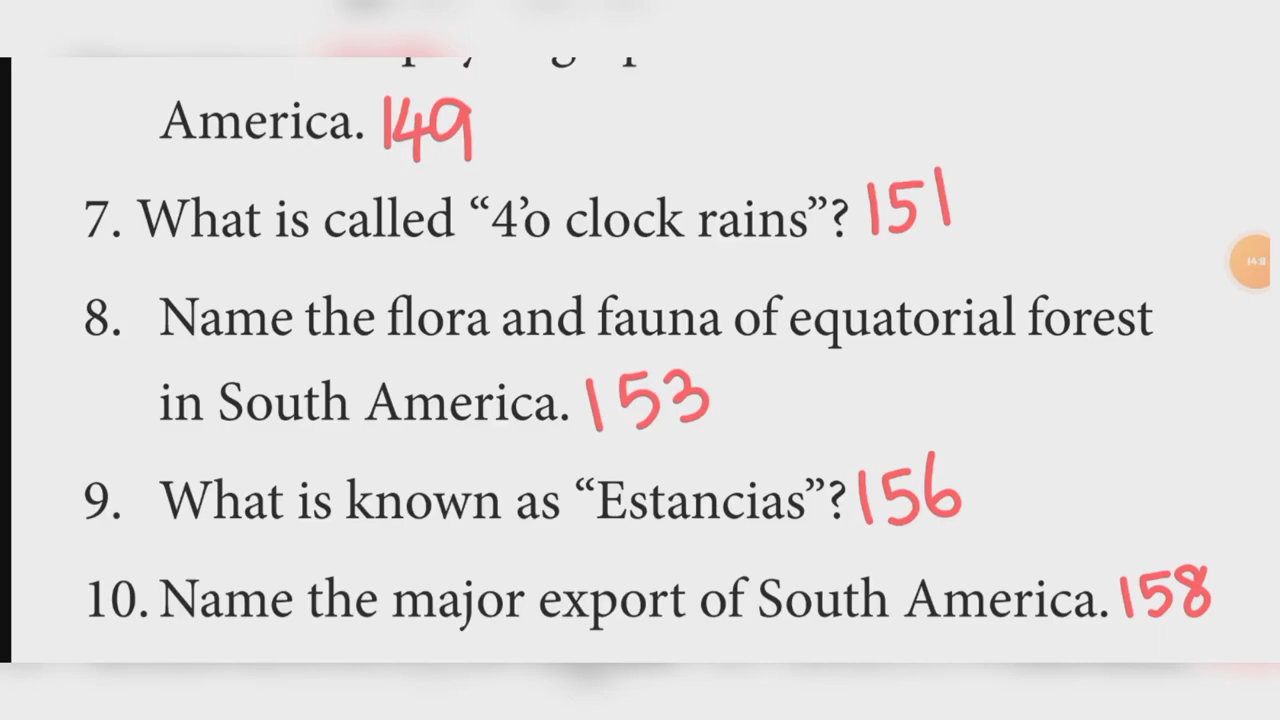 America. 149
7. What is called “4’o clock rains”? 151
8. Name the flora and fauna of equatorial forest
in South America. 153
9. What is known as “Estancias”? 156
10. Name the major export of South America. 158